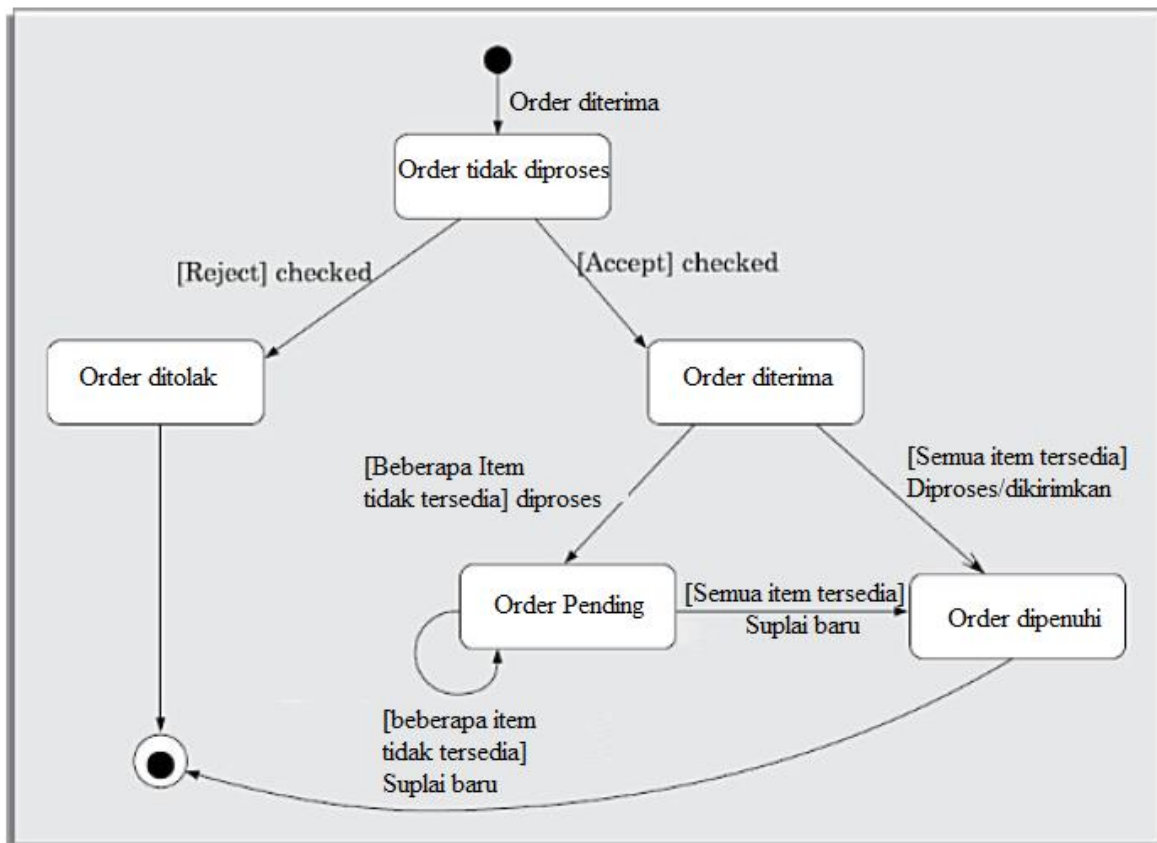 Order diterima
Order tidak diproses
[Reject] checked
[Accept] checked
Order ditolak
Order diterima
[Beberapa Item
tidak tersedia] diproses
[Semua item tersedia]
Diproses/dikirimkan
Order Pending
[Semua item tersedia]
Suplai baru
Order dipenuhi
[beberapa item
tidak tersedia]
Suplai baru